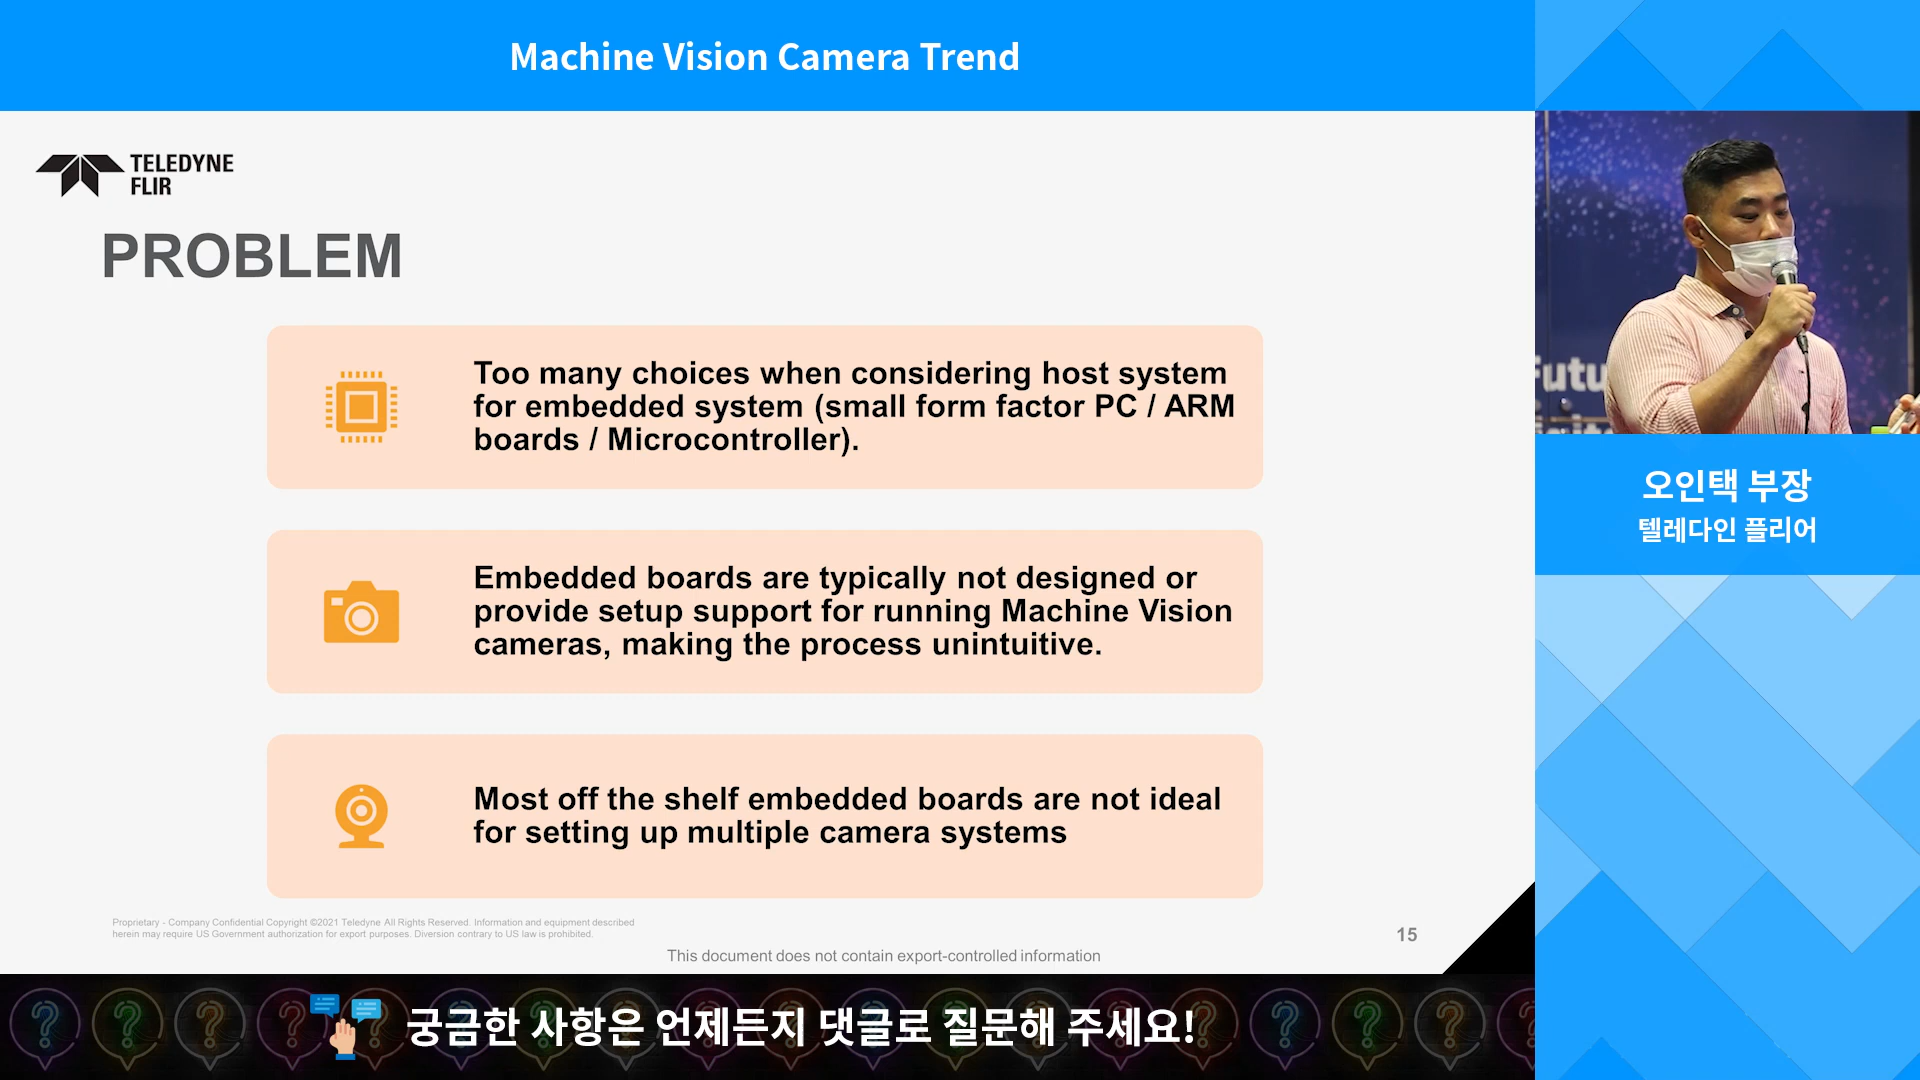 Machine Vision Camera Trend
TELEDYNE
FLIR
PROBLEM
Too many choices when considering host system
for embedded system (small form factor PC / ARM
boards / Microcontroller).
Embedded boards are typically not designed or
provide setup support for running Machine Vision
cameras, making the process unintuitive.
Most off the shelf embedded boards are not ideal
for setting up multiple camera systems
Proprietary - Company Confidential Copyright ©2021 Teledyne All Rights Reserved. Information and equipment described
herein may require US Government authorization for export purposes. Diversion contrary to US law is prohibited.
15
This document does not contain export-controlled information
오인택 부장
텔레다인 플리어
궁금한 사항은 언제든지 댓글로 질문해 주세요!